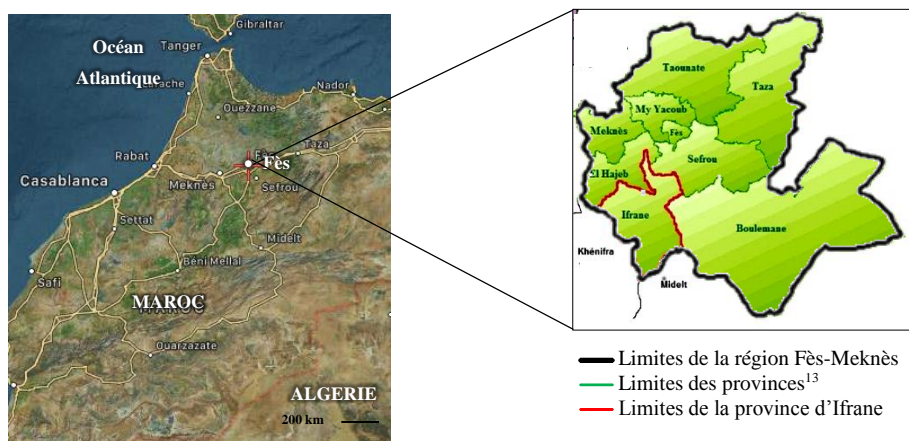 Gibraltar
Océan
Atlantique
Tanger
Nador
Larache
Ouezzane
Taza
Fès
Rabat
Meknès
Sefrou
Casablanca
Settat
Midelt
Béni Mellal
Safi
MAROC
Ouarzazate
ALGERIE
200 km
Taounate
Taza
My Yacoub
Fès
Meknès
Sefrou
El Hajeb
Ifrane
Boulemane
Khénifra
Midelt
Limites de la région Fès-Meknès
Limites des provinces¹³
Limites de la province d’Ifrane